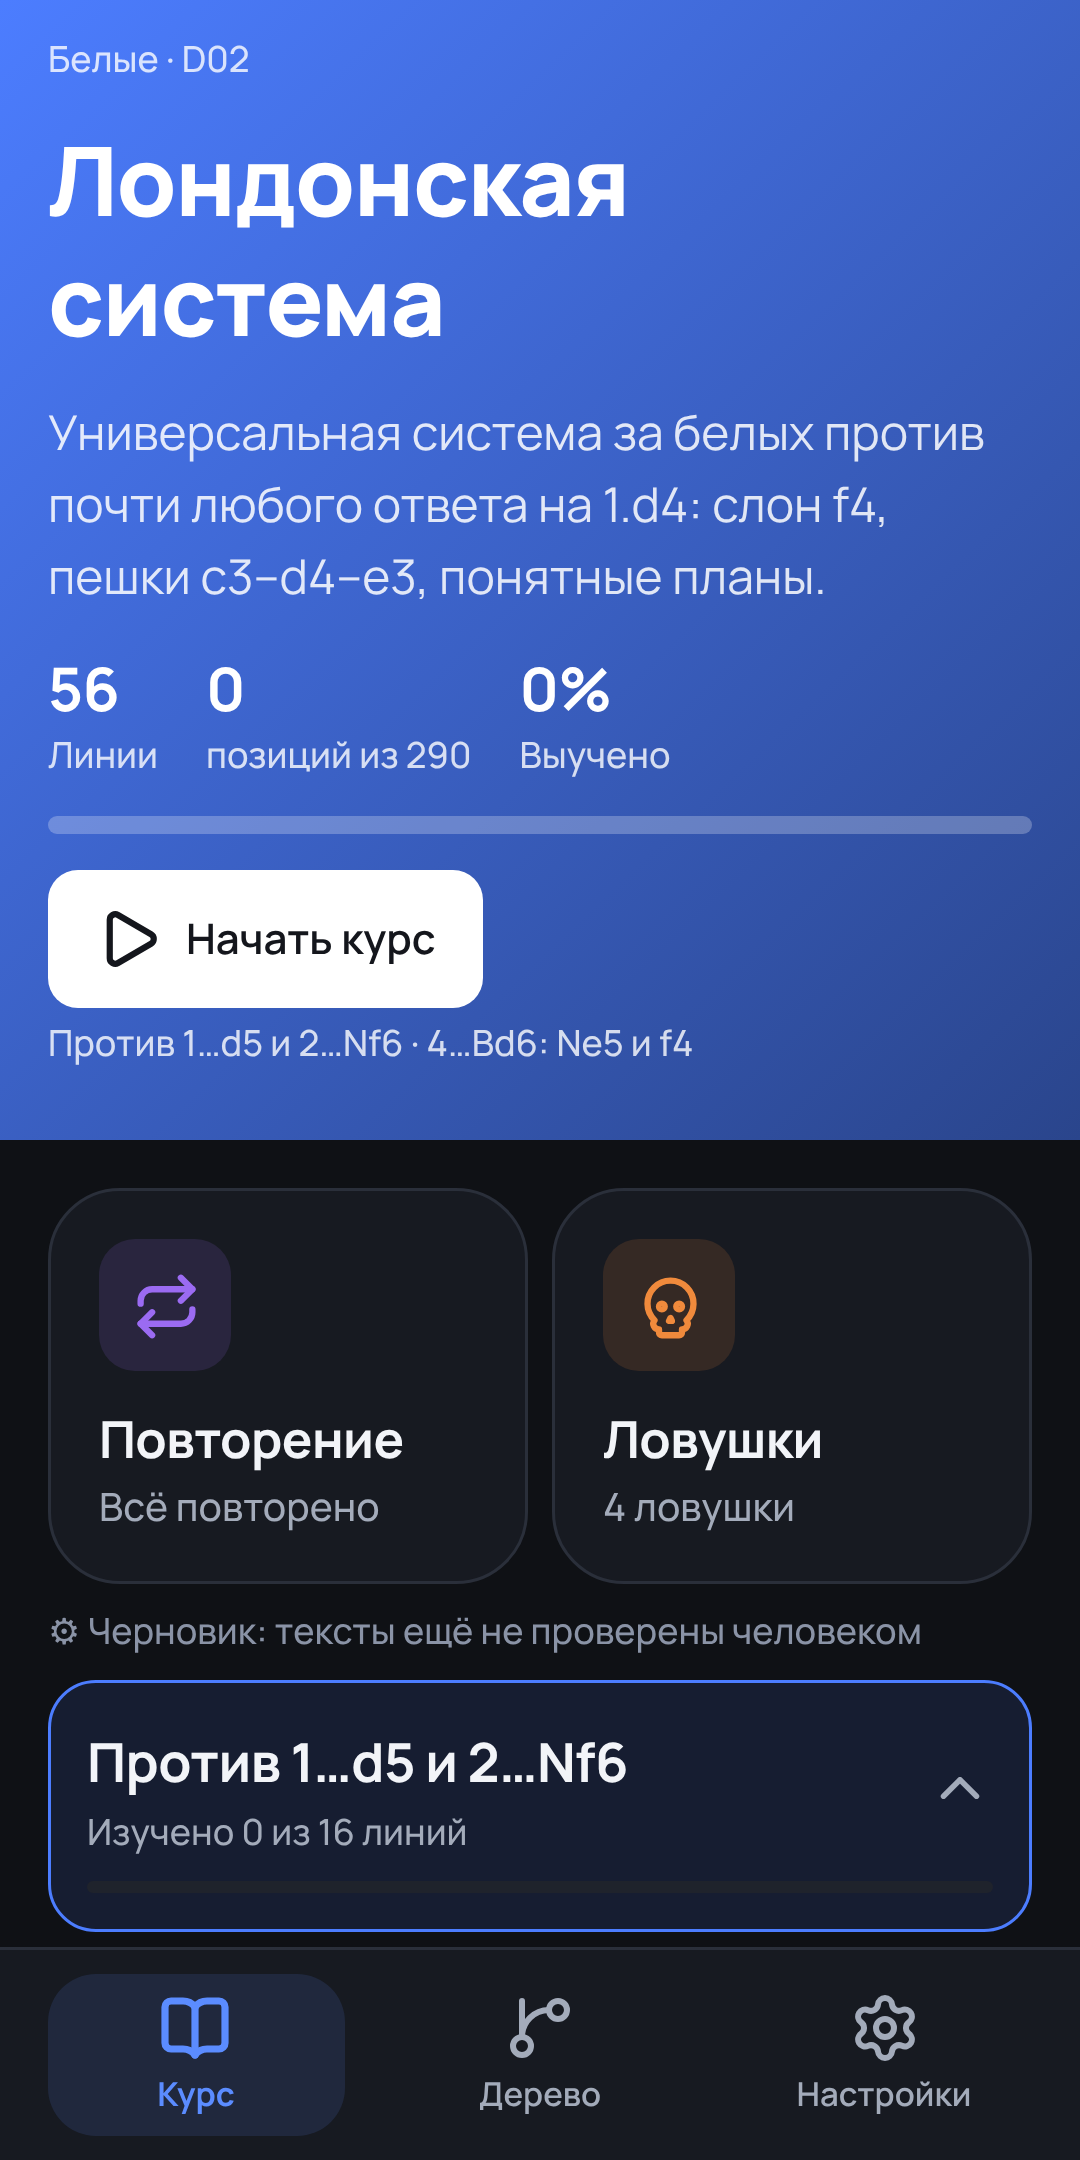 Белые · D02
Лондонская
система
Универсальная система за белых против
почти любого ответа на 1.d4: слон f4,
пешки c3–d4–e3, понятные планы.
56 0 0%
Линии позиций из 290 Выучено
Начать курс
Против 1...d5 и 2...Nf6 · 4...Bd6: Ne5 и f4
Повторение
Всё повторено
Ловушки
4 ловушки
⚙ Черновик: тексты ещё не проверены человеком
Против 1...d5 и 2...Nf6
Изучено 0 из 16 линий
Курс Дерево Настройки